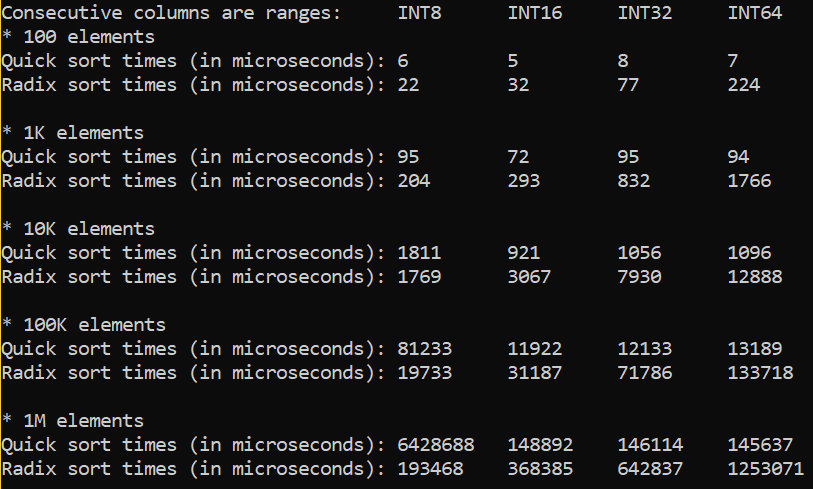 Consecutive columns are ranges: INT8 INT16 INT32 INT64
* 100 elements
Quick sort times (in microseconds): 6 5 8 7
Radix sort times (in microseconds): 22 32 77 224
* 1K elements
Quick sort times (in microseconds): 95 72 95 94
Radix sort times (in microseconds): 204 293 832 1766
* 10K elements
Quick sort times (in microseconds): 1811 921 1056 1096
Radix sort times (in microseconds): 1769 3067 7930 12888
* 100K elements
Quick sort times (in microseconds): 81233 11922 12133 13189
Radix sort times (in microseconds): 19733 31187 71786 133718
* 1M elements
Quick sort times (in microseconds): 6428688 148892 146114 145637
Radix sort times (in microseconds): 193468 368385 642837 1253071